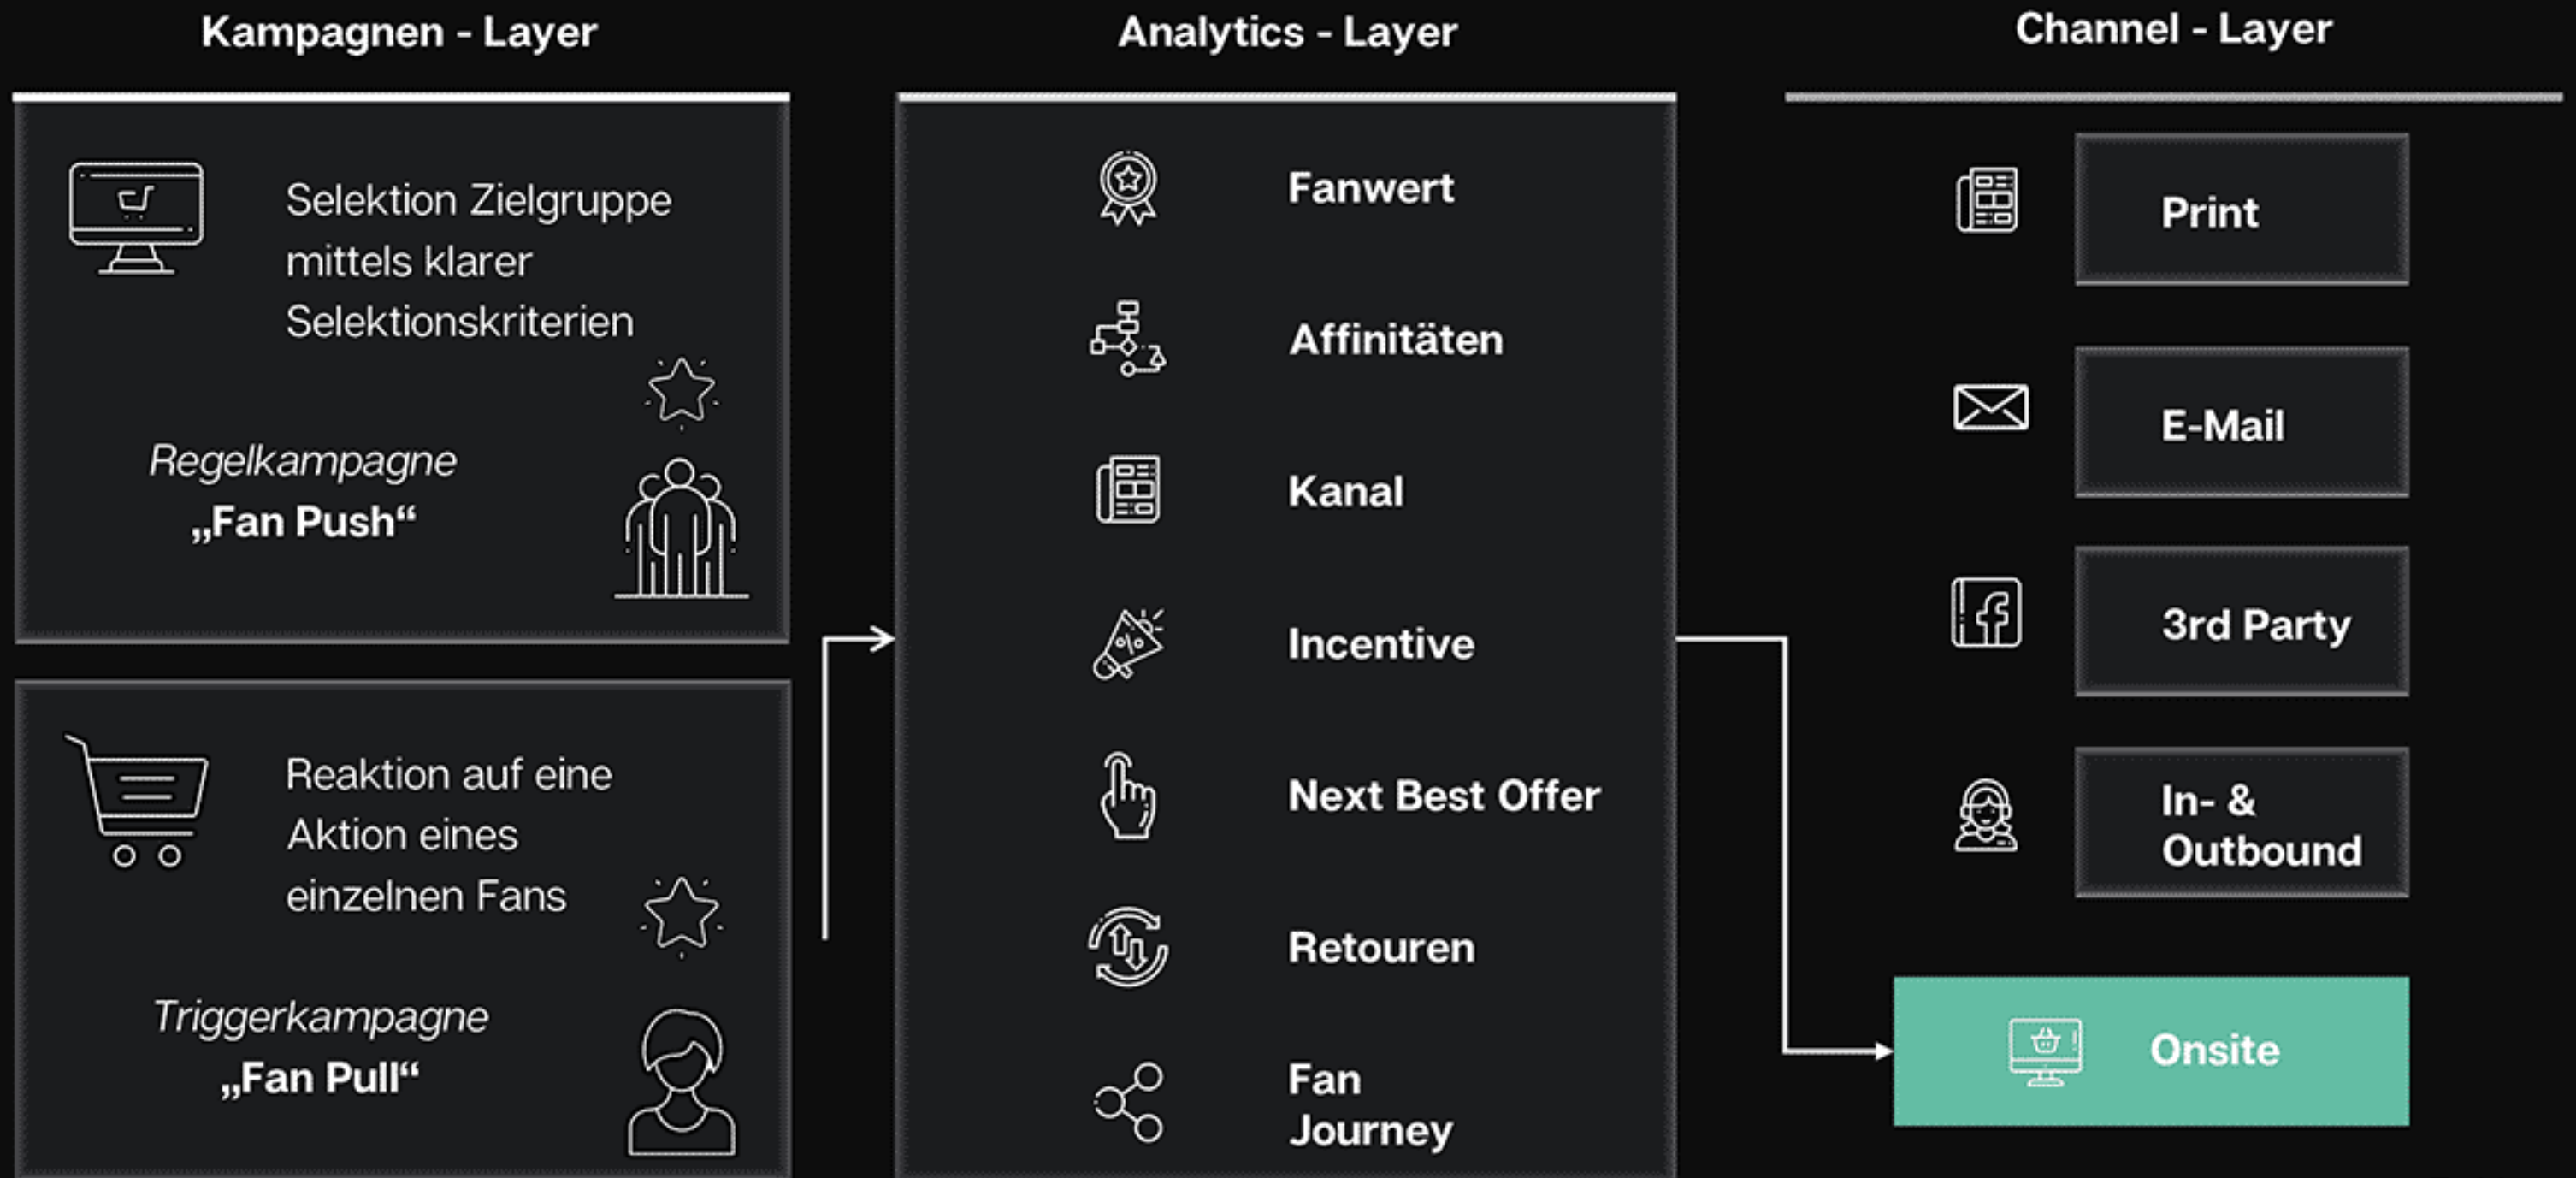 Kampagnen - Layer
Selektion Zielgruppe
mittels klarer
Selektionskriterien
Regelkampagne
„Fan Push“
Reaktion auf eine
Aktion eines
einzelnen Fans
Triggerkampagne
„Fan Pull“
Analytics - Layer
Fanwert
Affinitäten
Kanal
Incentive
%
Next Best Offer
Retouren
Fan
Journey
Channel - Layer
Print
E-Mail
f
3rd Party
In- &
Outbound
Onsite